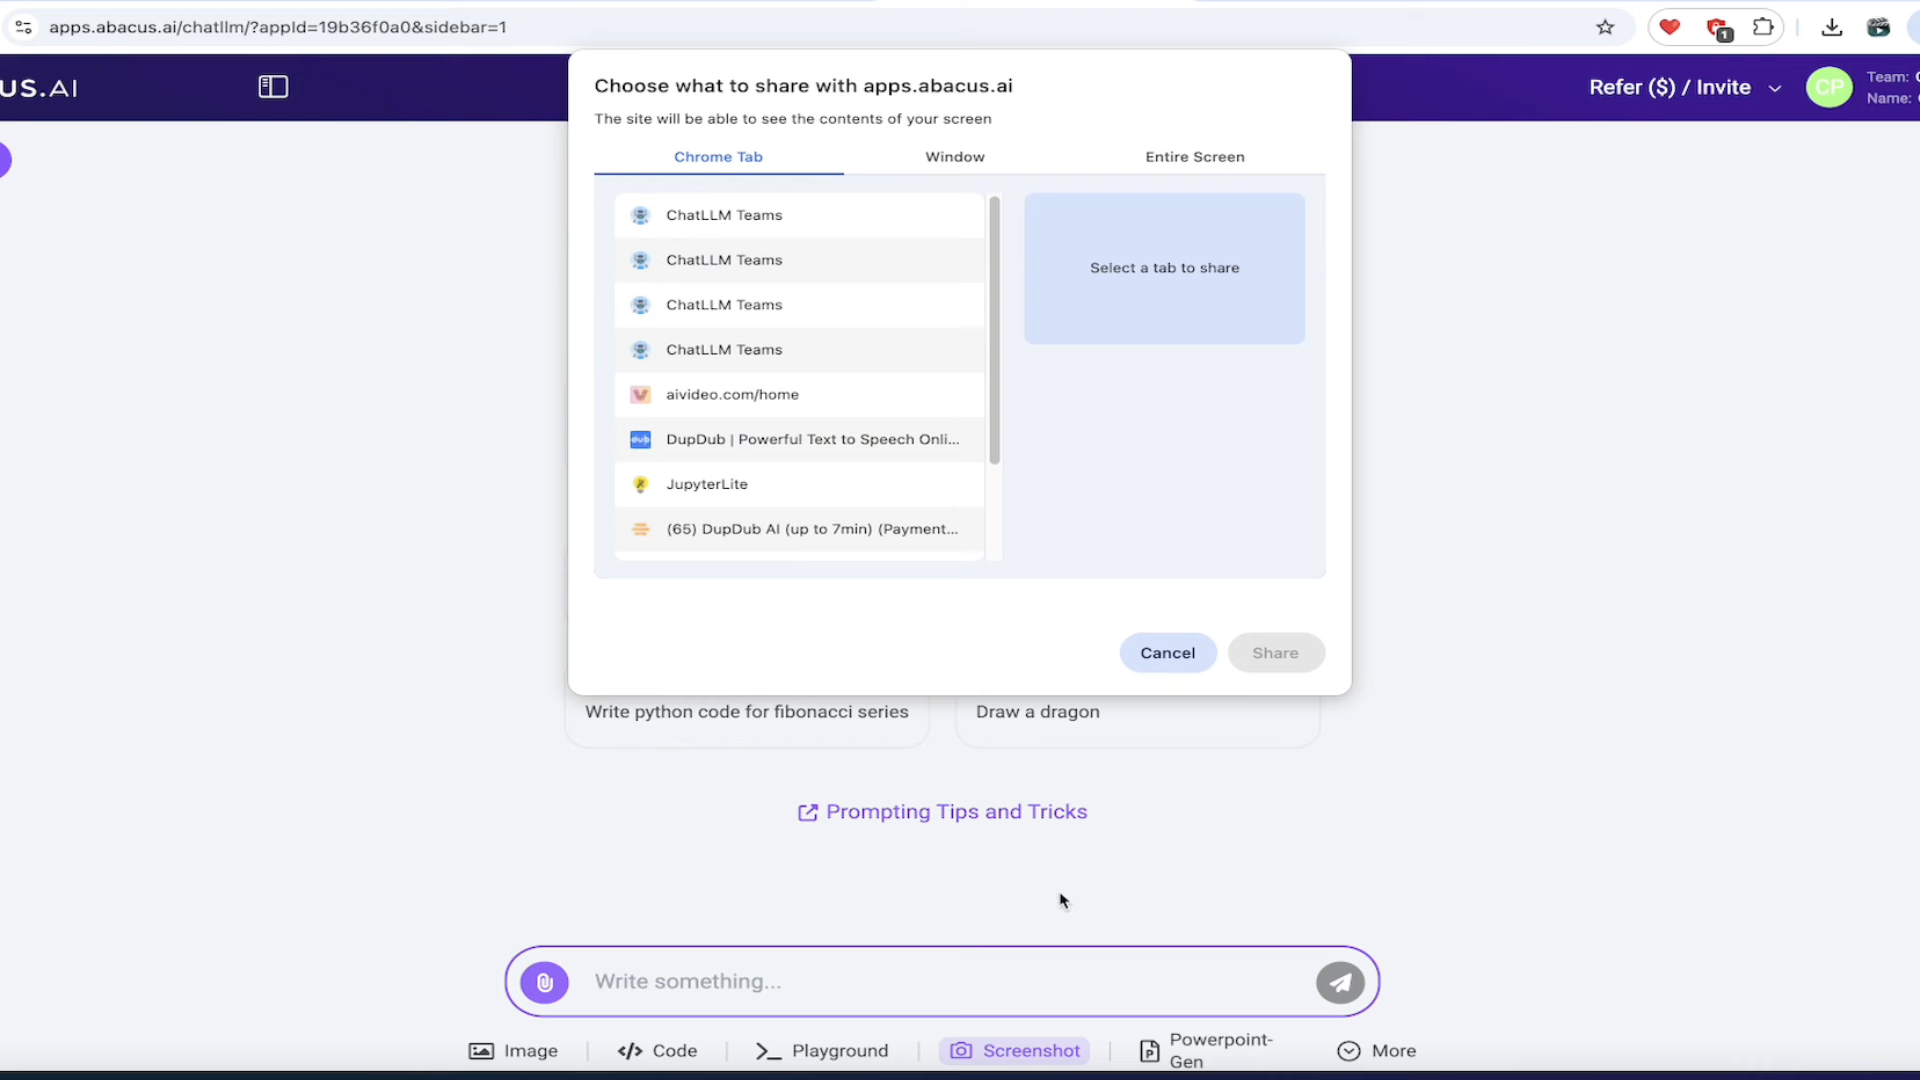 apps.abacus.ai/chatllm/?appId=19b36f0a0&sidebar=1
1
US.AI
Refer ($) / Invite
CP
Team:
Name:
Choose what to share with apps.abacus.ai
The site will be able to see the contents of your screen
Chrome Tab
Window
Entire Screen
ChatLLM Teams
ChatLLM Teams
ChatLLM Teams
ChatLLM Teams
aivideo.com/home
dub
DupDub | Powerful Text to Speech Onli...
JupyterLite
(65) DupDub AI (up to 7min) (Payment...
Select a tab to share
Cancel
Share
Write python code for fibonacci series
Draw a dragon
Prompting Tips and Tricks
Write something...
Image
</> Code
Playground
Screenshot
Powerpoint-
Gen
More